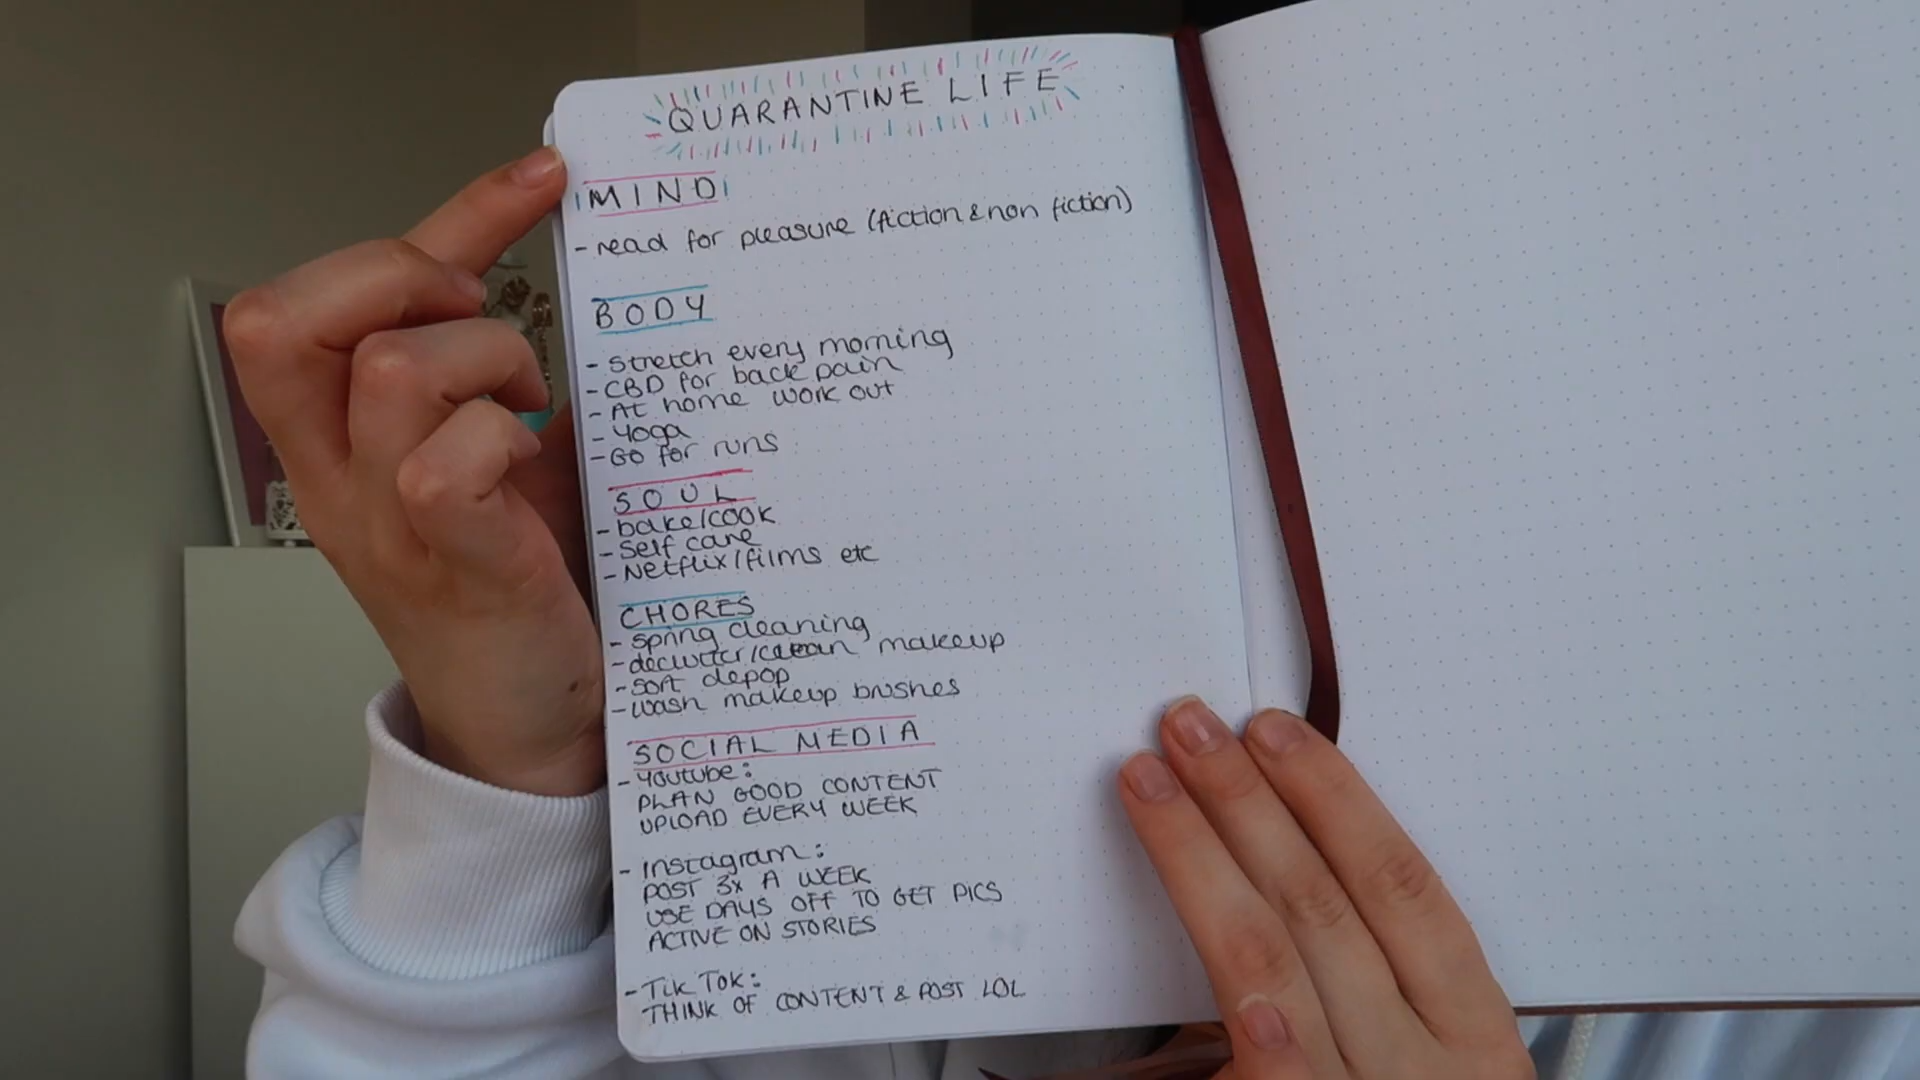 QUARANTINE LIFE
MIND
- read for pleasure (fiction & non fiction)
BODY
- Stretch every morning
- CBD for back pain
- At home work out
- Yoga
- Go for runs
SOUL
- bake/cook
- Self care
- Netflix/films etc
CHORES
- spring cleaning
- declutter/clean makeup
- sort depop
- wash makeup brushes
SOCIAL MEDIA
- Youtube:
PLAN GOOD CONTENT
UPLOAD EVERY WEEK
- Instagram:
POST 3x A WEEK
USE DAYS OFF TO GET PICS
ACTIVE ON STORIES
- Tik Tok:
THINK OF CONTENT & POST LOL